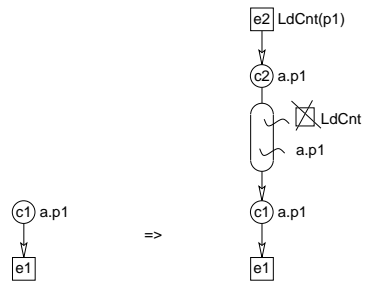 e2 LdCnt(p1)
c2 a.p1
LdCnt
a.p1
c1 a.p1 c1 a.p1
=>
e1 e1